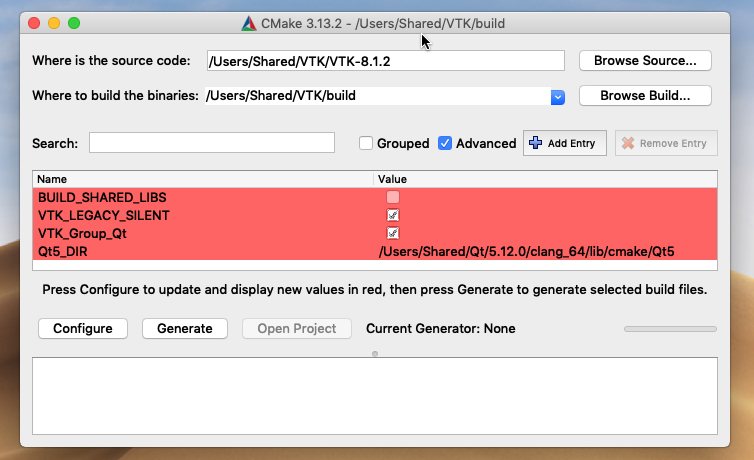 CMake 3.13.2 - /Users/Shared/VTK/build
Where is the source code: /Users/Shared/VTK/VTK-8.1.2 Browse Source...
Where to build the binaries: /Users/Shared/VTK/build Browse Build...
Search: Grouped Advanced Add Entry Remove Entry
Name Value
BUILD_SHARED_LIBS
VTK_LEGACY_SILENT
VTK_Group_Qt
Qt5_DIR /Users/Shared/Qt/5.12.0/clang_64/lib/cmake/Qt5
Press Configure to update and display new values in red, then press Generate to generate selected build files.
Configure Generate Open Project Current Generator: None